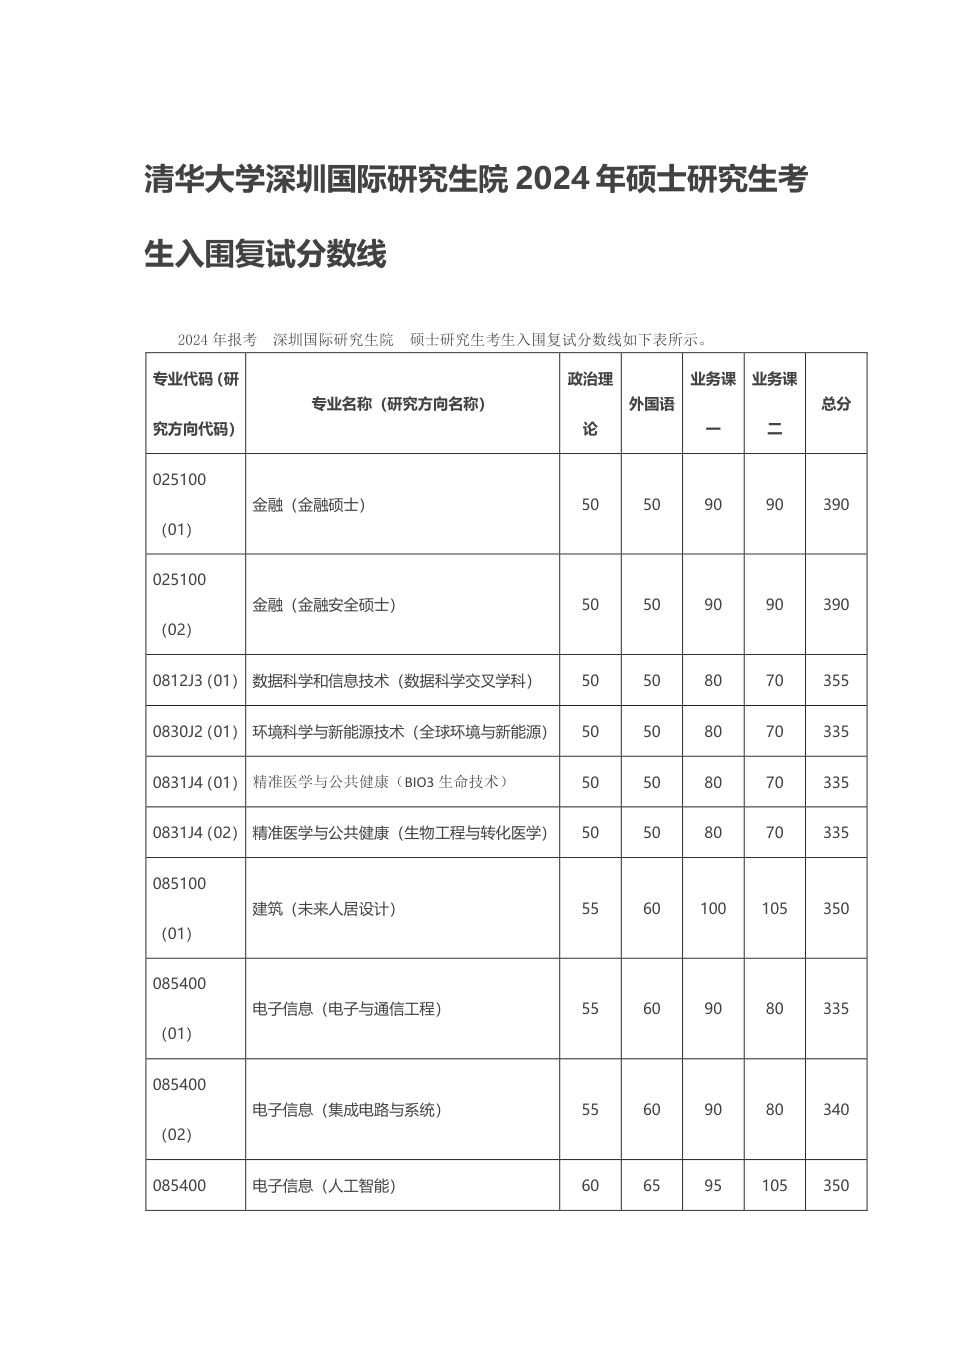 清华大学深圳国际研究生院 2024 年硕士研究生考
生入围复试分数线
2024 年报考　深圳国际研究生院　硕士研究生考生入围复试分数线如下表所示。
专业代码（研究方向代码） 专业名称（研究方向名称） 政治理论 外国语 业务课一 业务课二 总分
025100（01） 金融（金融硕士） 50 50 90 90 390
025100（02） 金融（金融安全硕士） 50 50 90 90 390
0812J3 (01) 数据科学和信息技术（数据科学交叉学科） 50 50 80 70 355
0830J2 (01) 环境科学与新能源技术（全球环境与新能源） 50 50 80 70 335
0831J4 (01) 精准医学与公共健康（BIO3 生命技术） 50 50 80 70 335
0831J4 (02) 精准医学与公共健康（生物工程与转化医学） 50 50 80 70 335
085100（01） 建筑（未来人居设计） 55 60 100 105 350
085400（01） 电子信息（电子与通信工程） 55 60 90 80 335
085400（02） 电子信息（集成电路与系统） 55 60 90 80 340
085400 电子信息（人工智能） 60 65 95 105 350